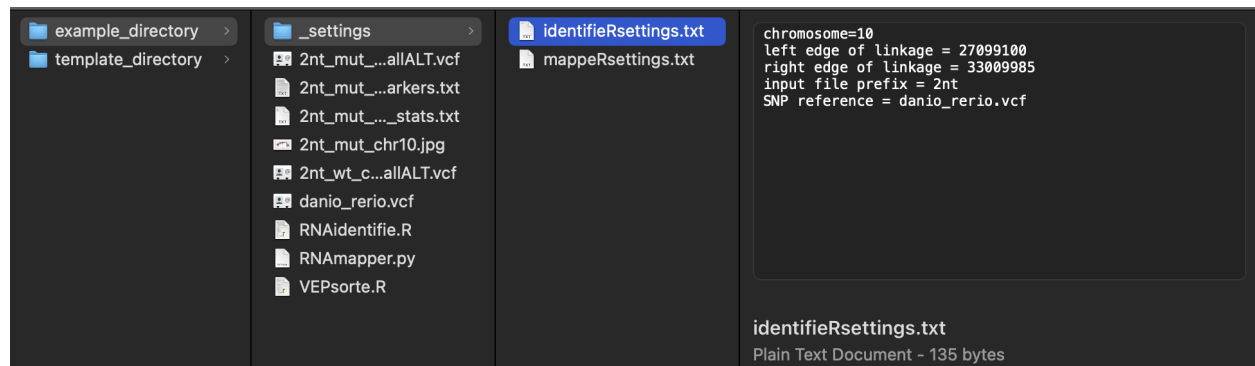 example_directory
template_directory
_settings
2nt_mut_...allALT.vcf
2nt_mut_...arkers.txt
2nt_mut_..._stats.txt
2nt_mut_chr10.jpg
2nt_wt_c...allALT.vcf
danio_rerio.vcf
RNAidentifie.R
RNAmapper.py
VEPsorte.R
identifieRsettings.txt
mappeRsettings.txt
chromosome=10
left edge of linkage = 27099100
right edge of linkage = 33009985
input file prefix = 2nt
SNP reference = danio_rerio.vcf
identifieRsettings.txt
Plain Text Document - 135 bytes